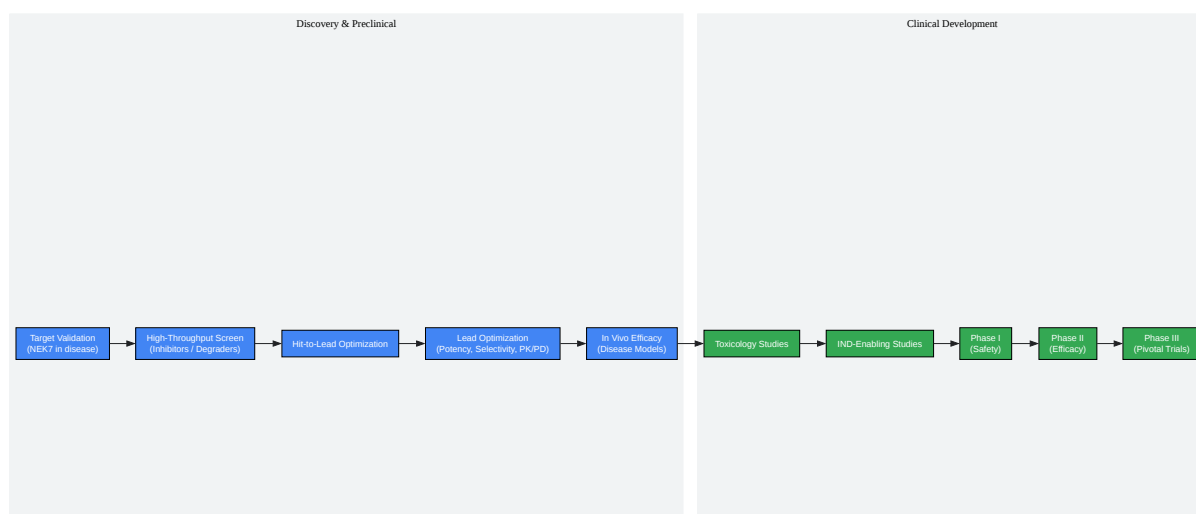 Discovery & Preclinical
Clinical Development
Target Validation
(NEK7 in disease)
High-Throughput Screen
(Inhibitors / Degraders)
Hit-to-Lead Optimization
Lead Optimization
(Potency, Selectivity, PK/PD)
In Vivo Efficacy
(Disease Models)
Toxicology Studies
IND-Enabling Studies
Phase I
(Safety)
Phase II
(Efficacy)
Phase III
(Pivotal Trials)